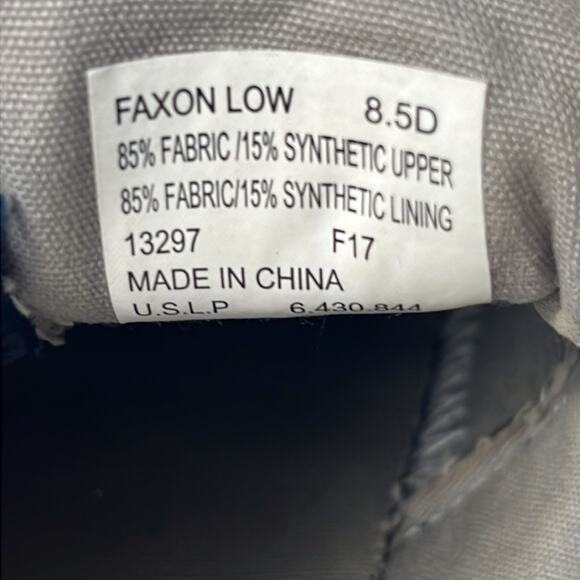 FAXON LOW 8.5D
85% FABRIC /15% SYNTHETIC UPPER
85% FABRIC/15% SYNTHETIC LINING
13297 F17
MADE IN CHINA
U.S.L.P 6,430,844